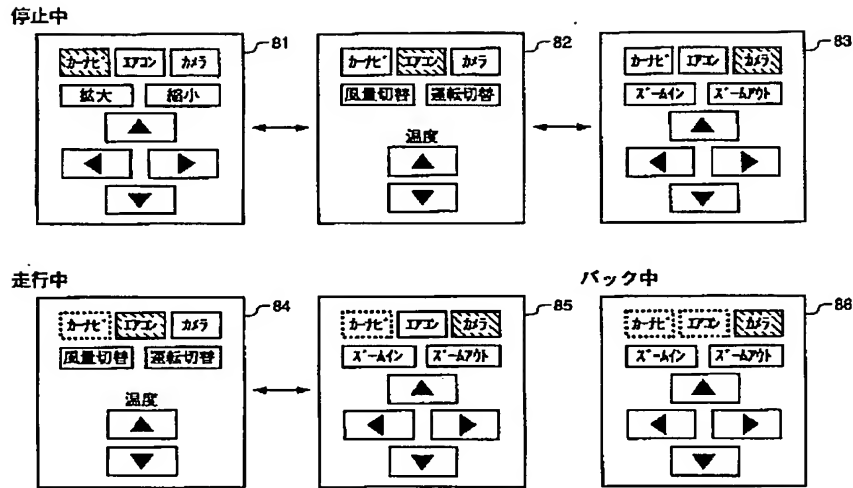 停止中
81
カーナビ エアコン カメラ
拡大 縮小
82
カーナビ エアコン カメラ
風量切替 運転切替
温度
83
カーナビ エアコン カメラ
ズームイン ズームアウト
走行中
84
カーナビ エアコン カメラ
風量切替 運転切替
温度
85
カーナビ エアコン カメラ
ズームイン ズームアウト
バック中
86
カーナビ エアコン カメラ
ズームイン ズームアウト